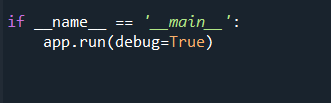 if __name__ == '__main__':
    app.run(debug=True)